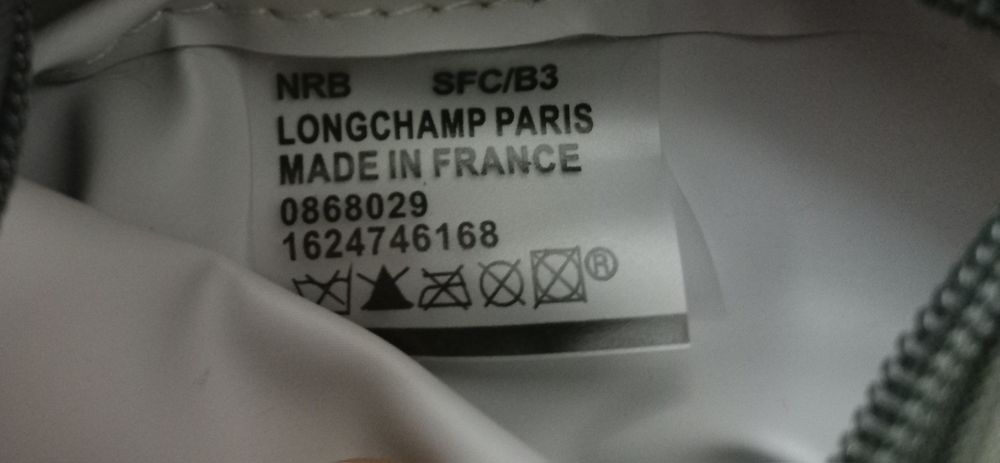 NRB SFC/B3
LONGCHAMP PARIS
MADE IN FRANCE
0868029
1624746168
®